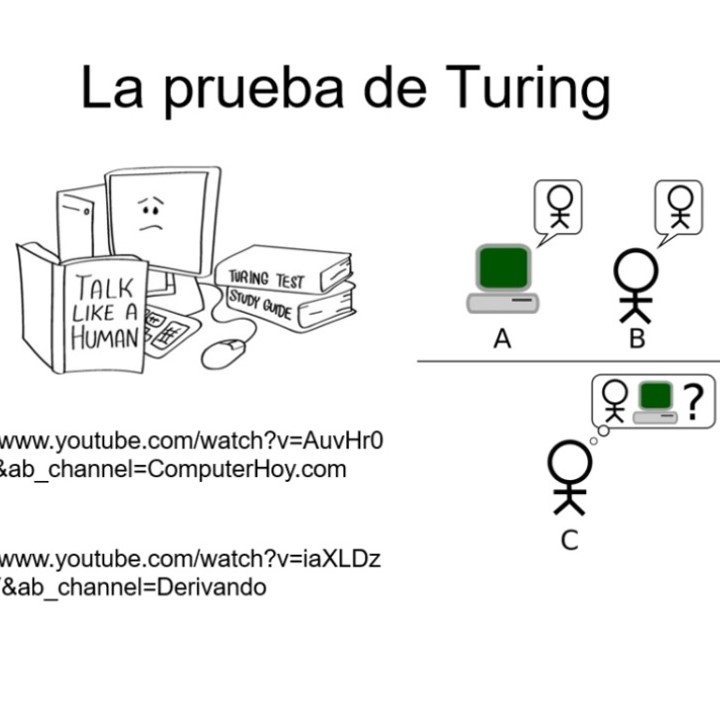 La prueba de Turing
TALK
LIKE A
HUMAN
TURING TEST
STUDY GUIDE
A
B
?
C
www.youtube.com/watch?v=AuvHr0
&ab_channel=ComputerHoy.com
www.youtube.com/watch?v=iaXLDz
&ab_channel=Derivando